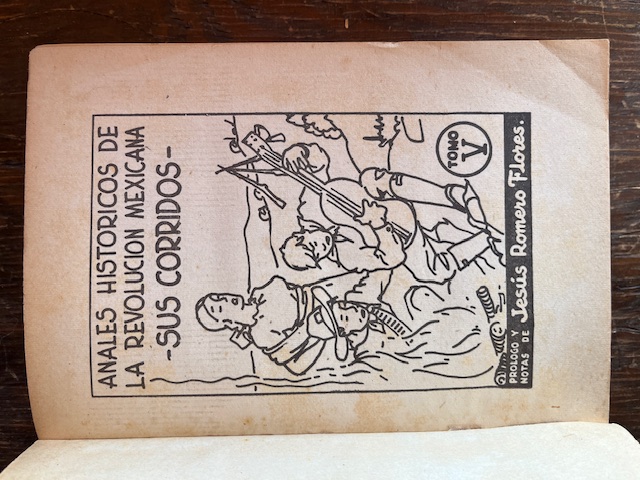 ANALES HISTORICOS DE
LA REVOLUCION MEXICANA
-SUS CORRIDOS-
TOMO
V
PROLOGO Y
NOTAS DE
Jesús Romero Flores.